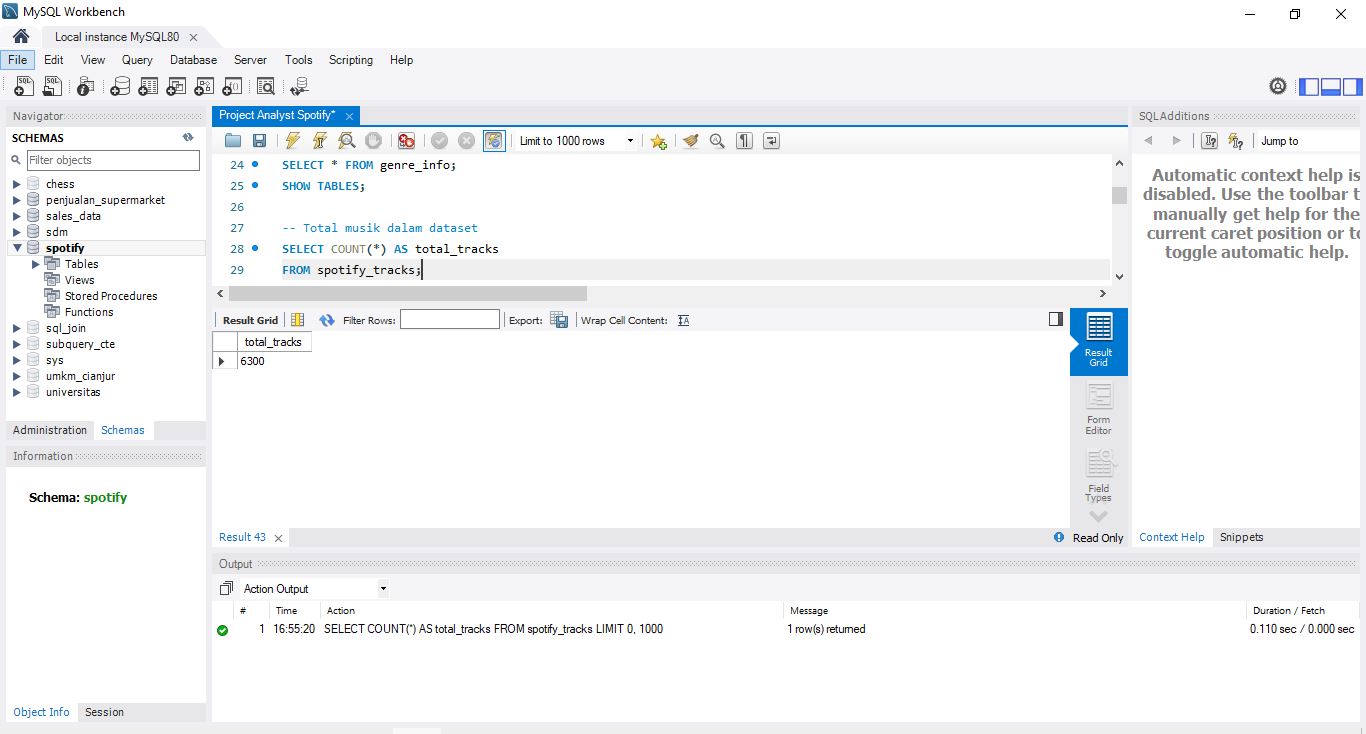 MySQL Workbench
Local instance MySQL80
File Edit View Query Database Server Tools Scripting Help
Navigator
SCHEMAS
Filter objects
chess
penjualan_supermarket
sales_data
sdm
spotify
Tables
Views
Stored Procedures
Functions
sql_join
subquery_cte
sys
umkm_cianjur
universitas
Administration Schemas
Information
Schema: spotify
Object Info Session
Project Analyst Spotify*
Limit to 1000 rows
24 SELECT * FROM genre_info;
25 SHOW TABLES;
26
27 -- Total musik dalam dataset
28 SELECT COUNT(*) AS total_tracks
29 FROM spotify_tracks;
Result Grid Filter Rows: Export: Wrap Cell Content:
total_tracks
6300
Result Grid
Form Editor
Field Types
Result 43 Read Only
Output
Action Output
# Time Action Message Duration / Fetch
1 16:55:20 SELECT COUNT(*) AS total_tracks FROM spotify_tracks LIMIT 0, 1000 1 row(s) returned 0.110 sec / 0.000 sec
SQLAdditions
Jump to
Automatic context help is
disabled. Use the toolbar t
manually get help for the
current caret position or to
toggle automatic help.
Context Help Snippets